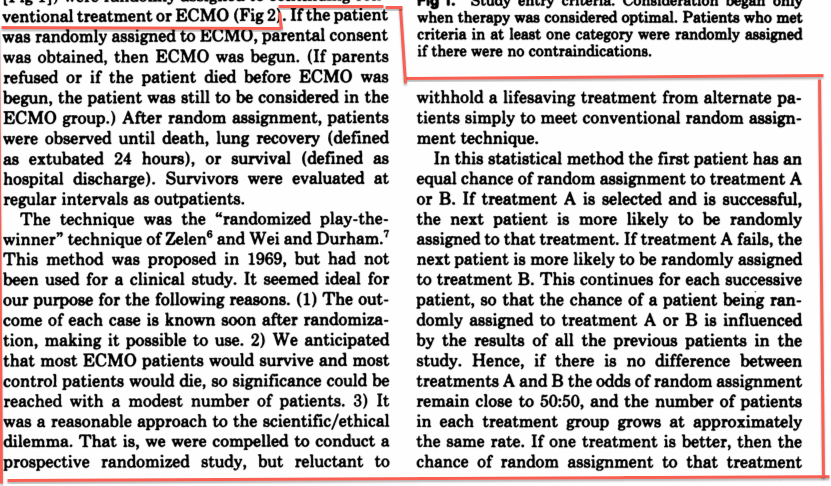 were randomly assigned to
ventional treatment or ECMO (Fig 2). If the patient
was randomly assigned to ECMO, parental consent
was obtained, then ECMO was begun. (If parents
refused or if the patient died before ECMO was
begun, the patient was still to be considered in the
ECMO group.) After random assignment, patients
were observed until death, lung recovery (defined
as extubated 24 hours), or survival (defined as
hospital discharge). Survivors were evaluated at
regular intervals as outpatients.
The technique was the “randomized play-the-
winner” technique of Zelen⁶ and Wei and Durham.⁷
This method was proposed in 1969, but had not
been used for a clinical study. It seemed ideal for
our purpose for the following reasons. (1) The out-
come of each case is known soon after randomiza-
tion, making it possible to use. 2) We anticipated
that most ECMO patients would survive and most
control patients would die, so significance could be
reached with a modest number of patients. 3) It
was a reasonable approach to the scientific/ethical
dilemma. That is, we were compelled to conduct a
prospective randomized study, but reluctant to
Fig 1. Study entry criteria. Consideration began only
when therapy was considered optimal. Patients who met
criteria in at least one category were randomly assigned
if there were no contraindications.
withhold a lifesaving treatment from alternate pa-
tients simply to meet conventional random assign-
ment technique.
In this statistical method the first patient has an
equal chance of random assignment to treatment A
or B. If treatment A is selected and is successful,
the next patient is more likely to be randomly
assigned to that treatment. If treatment A fails, the
next patient is more likely to be randomly assigned
to treatment B. This continues for each successive
patient, so that the chance of a patient being ran-
domly assigned to treatment A or B is influenced
by the results of all the previous patients in the
study. Hence, if there is no difference between
treatments A and B the odds of random assignment
remain close to 50:50, and the number of patients
in each treatment group grows at approximately
the same rate. If one treatment is better, then the
chance of random assignment to that treatment